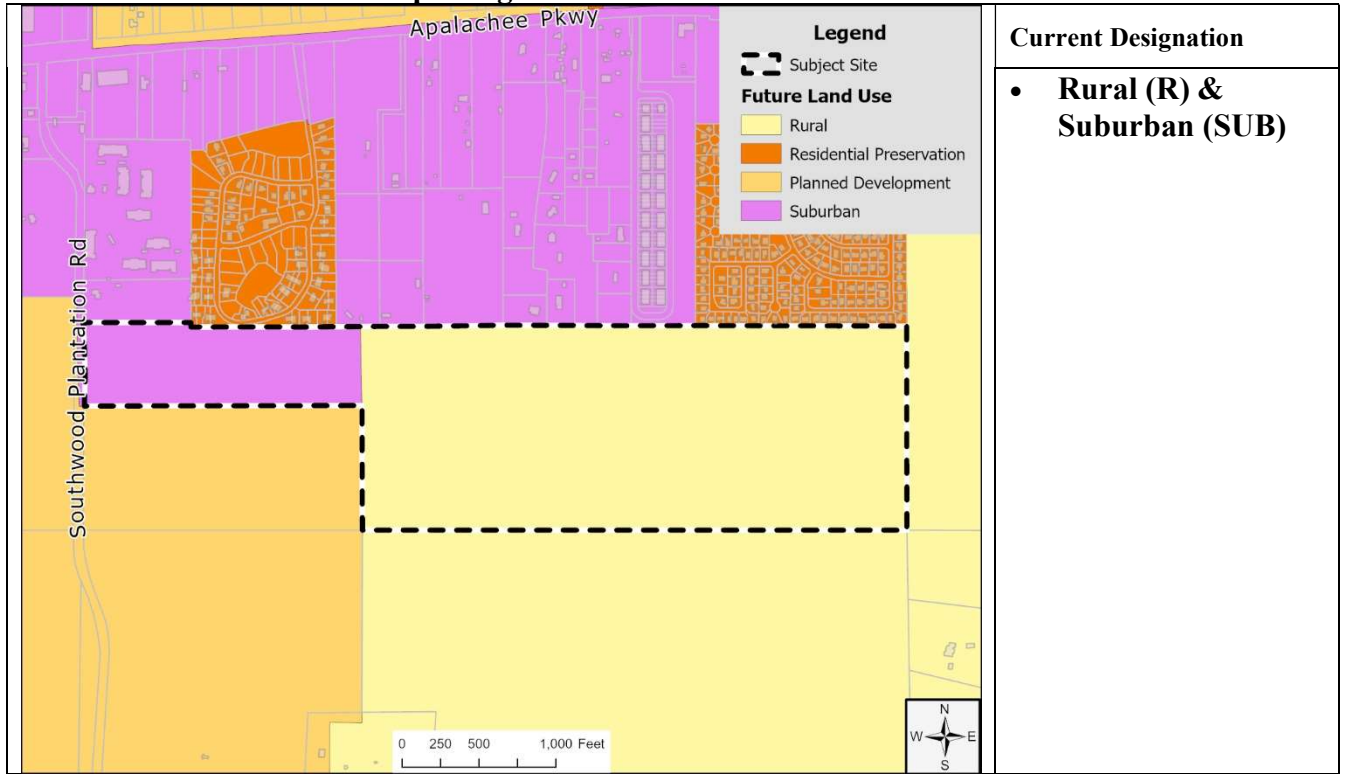 Apalachee Pkwy
Legend
Subject Site
Future Land Use
Rural
Residential Preservation
Planned Development
Suburban
Southwood Plantation Rd
0 250 500 1,000 Feet
N
W E
S
Current Designation
• Rural (R) &
Suburban (SUB)